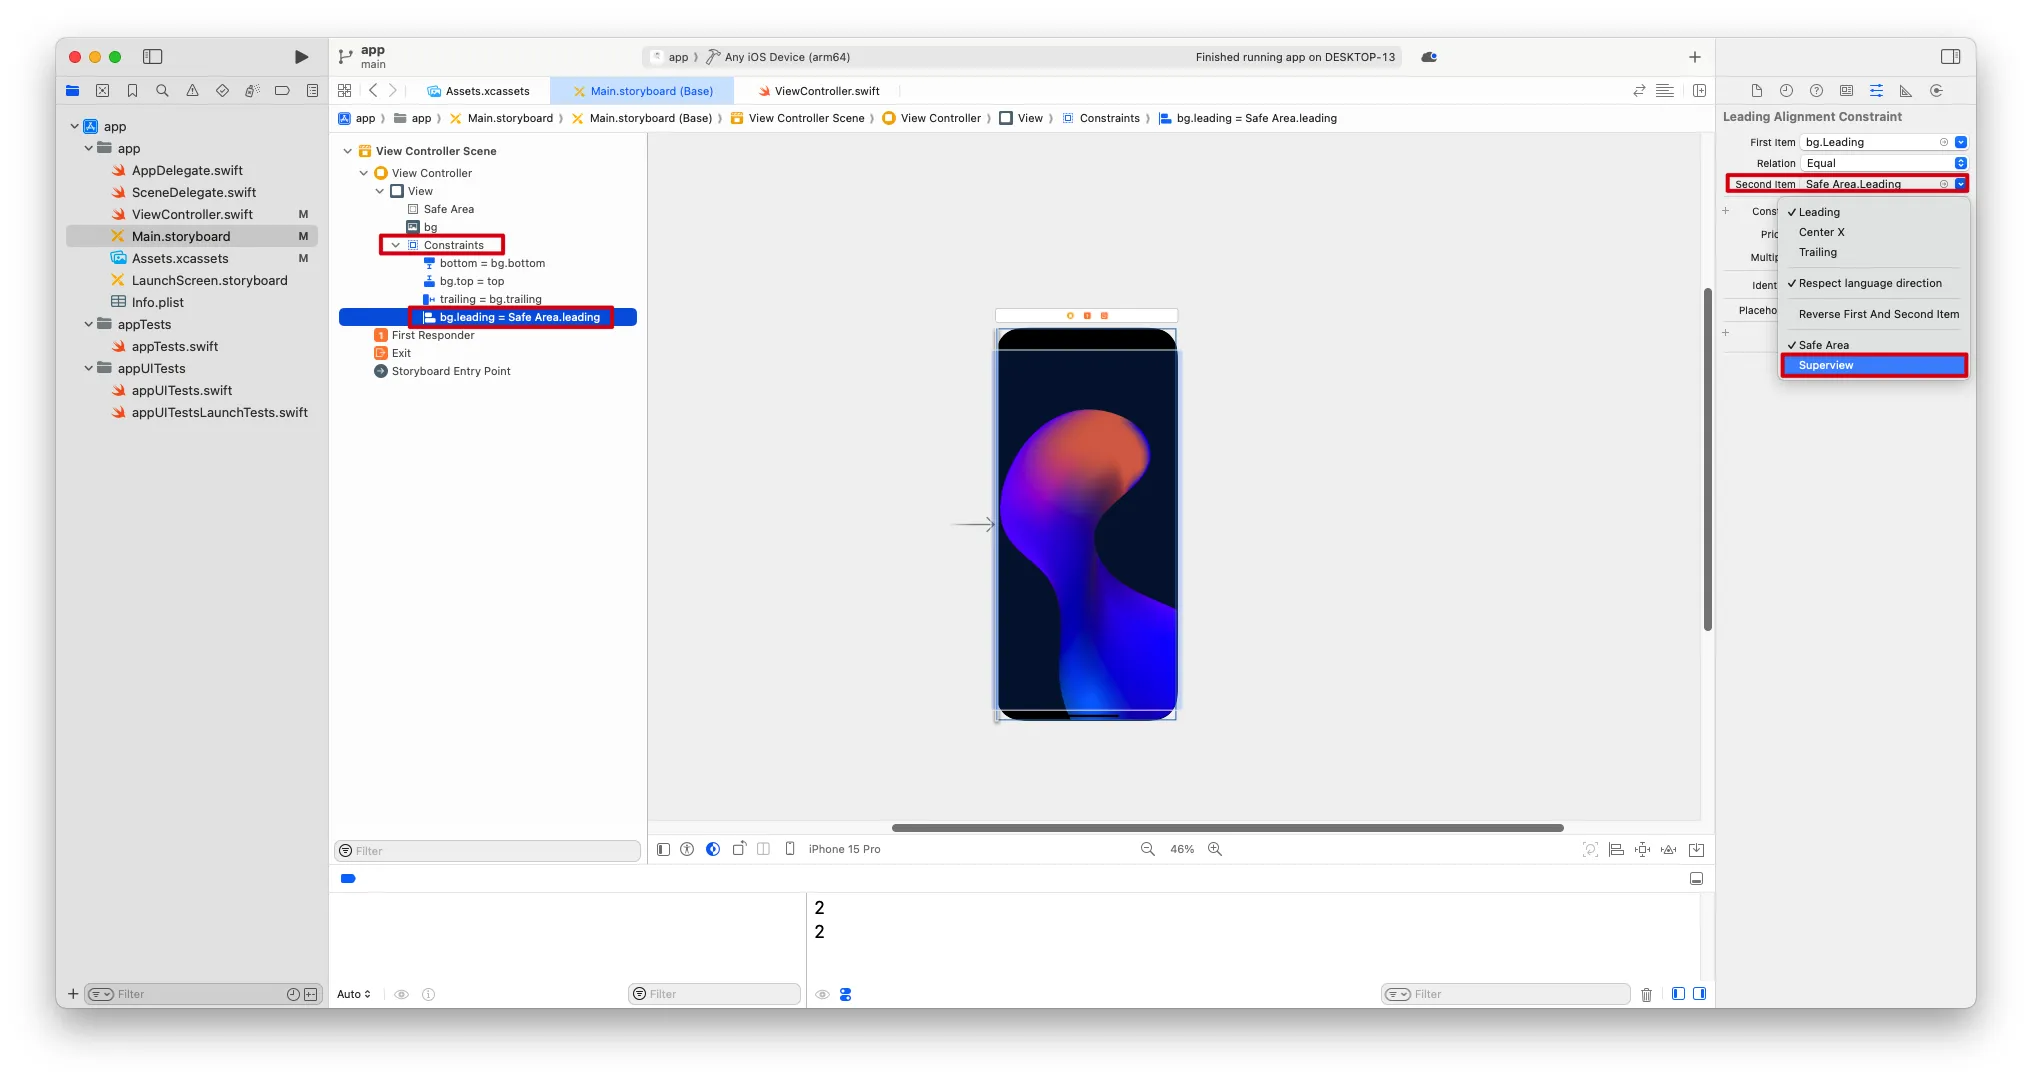 app
main
app
Any iOS Device (arm64)
Finished running app on DESKTOP-13
Assets.xcassets
Main.storyboard (Base)
ViewController.swift
app
app
Main.storyboard
Main.storyboard (Base)
View Controller Scene
View Controller
View
Constraints
bg.leading = Safe Area.leading
app
app
AppDelegate.swift
SceneDelegate.swift
ViewController.swift M
Main.storyboard M
Assets.xcassets M
LaunchScreen.storyboard
Info.plist
appTests
appTests.swift
appUITests
appUITests.swift
appUITestsLaunchTests.swift
Filter
View Controller Scene
View Controller
View
Safe Area
bg
Constraints
bottom = bg.bottom
bg.top = top
trailing = bg.trailing
bg.leading = Safe Area.leading
First Responder
Exit
Storyboard Entry Point
Filter
iPhone 15 Pro
46%
2
2
Auto
Filter
Filter
Leading Alignment Constraint
First Item bg.Leading
Relation Equal
Second Item Safe Area.Leading
Cons
Pric
Multip
Ident
Placeho
Leading
Center X
Trailing
Respect language direction
Reverse First And Second Item
Safe Area
Superview